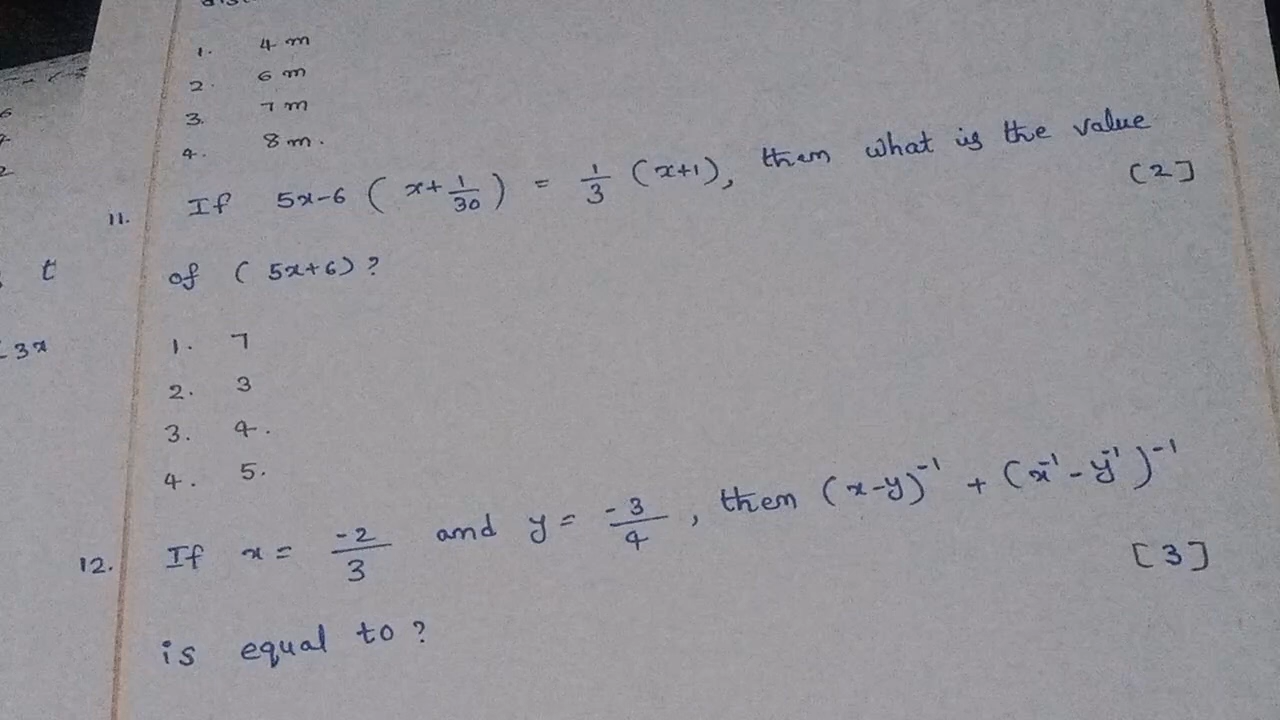 1. 4 m
2. 6 m
3. 7 m
4. 8 m.
11. If 5x-6 ( x+1/30 ) = 1/3 (x+1), then what is the value
[2]
t of (5x+6)?
3x 1. 7
2. 3
3. 4.
4. 5.
12. If x = -2/3 and y = -3/4, then (x-y)⁻¹ + (x⁻¹-y⁻¹)⁻¹
[3]
is equal to?